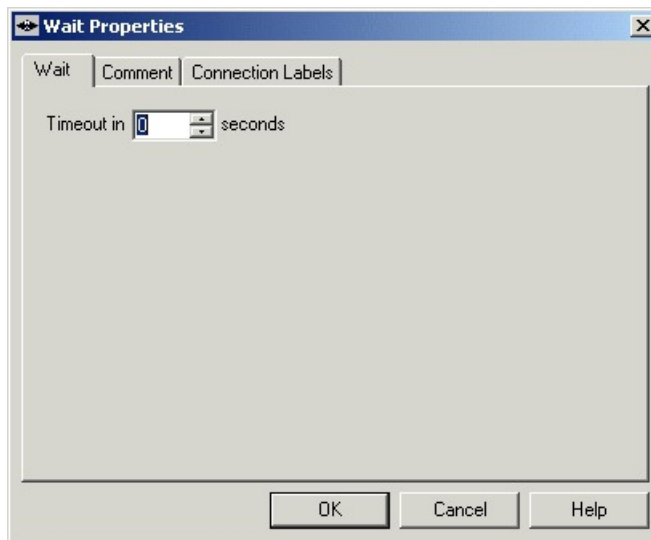 Wait Properties
Wait Comment Connection Labels
Timeout in 0 seconds
OK Cancel Help